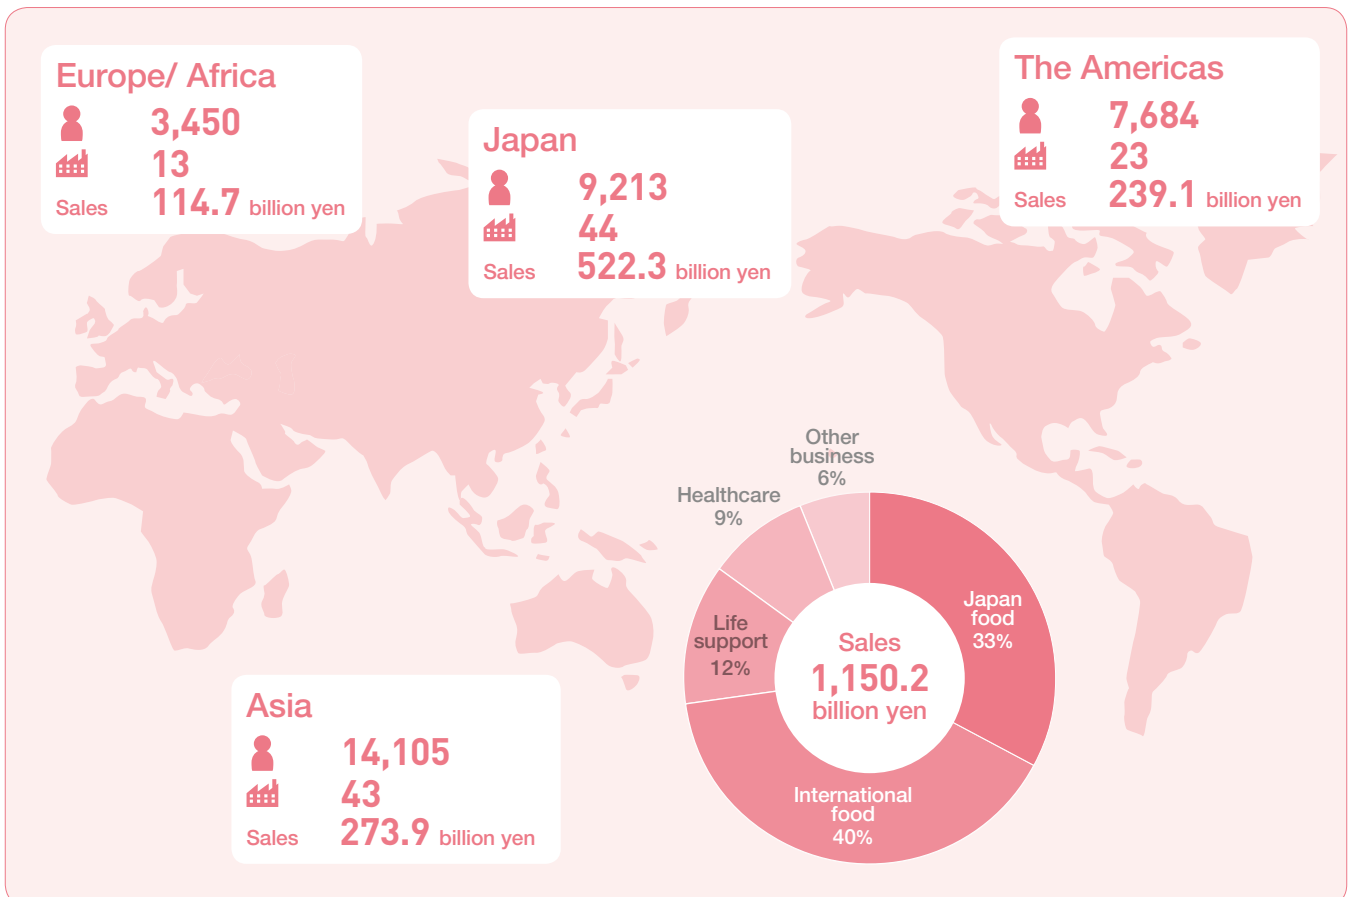 Europe/ Africa
3,450
13
Sales 114.7 billion yen
Japan
9,213
44
Sales 522.3 billion yen
The Americas
7,684
23
Sales 239.1 billion yen
Asia
14,105
43
Sales 273.9 billion yen
Other
business
6%
Healthcare
9%
Life
support
12%
Japan
food
33%
International
food
40%
Sales
1,150.2
billion yen